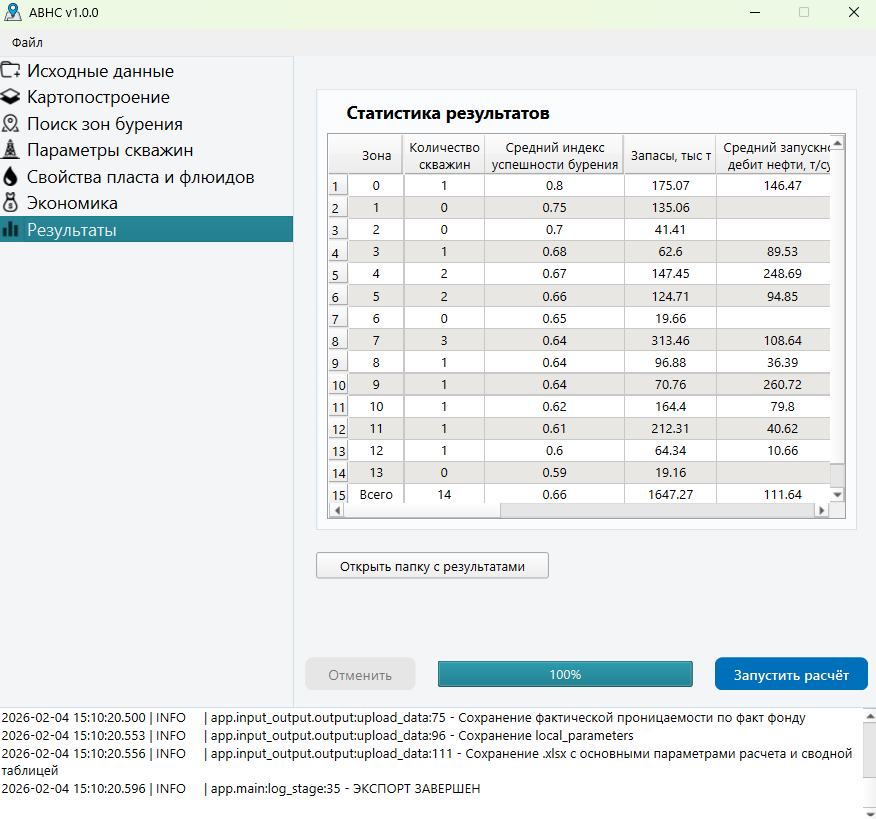 АВНС v1.0.0
Файл
Исходные данные
Картопостроение
Поиск зон бурения
Параметры скважин
Свойства пласта и флюидов
Экономика
Результаты
Статистика результатов
Зона Количество скважин Средний индекс успешности бурения Запасы, тыс т Средний запускно дебит нефти, т/су
1 0 1 0.8 175.07 146.47
2 1 0 0.75 135.06
3 2 0 0.7 41.41
4 3 1 0.68 62.6 89.53
5 4 2 0.67 147.45 248.69
6 5 2 0.66 124.71 94.85
7 6 0 0.65 19.66
8 7 3 0.64 313.46 108.64
9 8 1 0.64 96.88 36.39
10 9 1 0.64 70.76 260.72
11 10 1 0.62 164.4 79.8
12 11 1 0.61 212.31 40.62
13 12 1 0.6 64.34 10.66
14 13 0 0.59 19.16
15 Всего 14 0.66 1647.27 111.64
Открыть папку с результатами
Отменить 100% Запустить расчёт
2026-02-04 15:10:20.500 | INFO | app.input_output.output:upload_data:75 - Сохранение фактической проницаемости по факт фонду
2026-02-04 15:10:20.553 | INFO | app.input_output.output:upload_data:96 - Сохранение local_parameters
2026-02-04 15:10:20.556 | INFO | app.input_output.output:upload_data:111 - Сохранение .xlsx с основными параметрами расчета и сводной
таблицей
2026-02-04 15:10:20.596 | INFO | app.main:log_stage:35 - ЭКСПОРТ ЗАВЕРШЕН